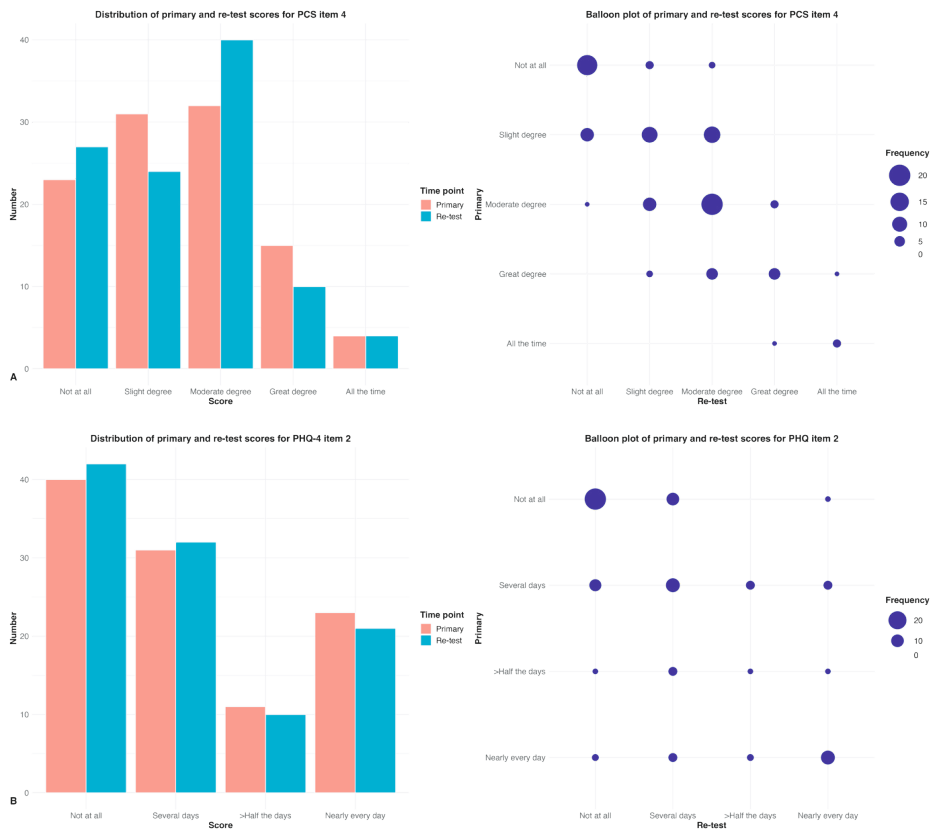 Distribution of primary and re-test scores for PCS item 4
Number
40
30
20
10
0
Not at all
Slight degree
Moderate degree
Great degree
All the time
Score
Time point
Primary
Re-test
A
Balloon plot of primary and re-test scores for PCS item 4
Primary
Not at all
Slight degree
Moderate degree
Great degree
All the time
Not at all
Slight degree
Moderate degree
Great degree
All the time
Re-test
Frequency
20
15
10
5
0
Distribution of primary and re-test scores for PHQ-4 item 2
Number
40
30
20
10
0
Not at all
Several days
>Half the days
Nearly every day
Score
Time point
Primary
Re-test
B
Balloon plot of primary and re-test scores for PHQ item 2
Primary
Not at all
Several days
>Half the days
Nearly every day
Not at all
Several days
>Half the days
Nearly every day
Re-test
Frequency
20
10
0